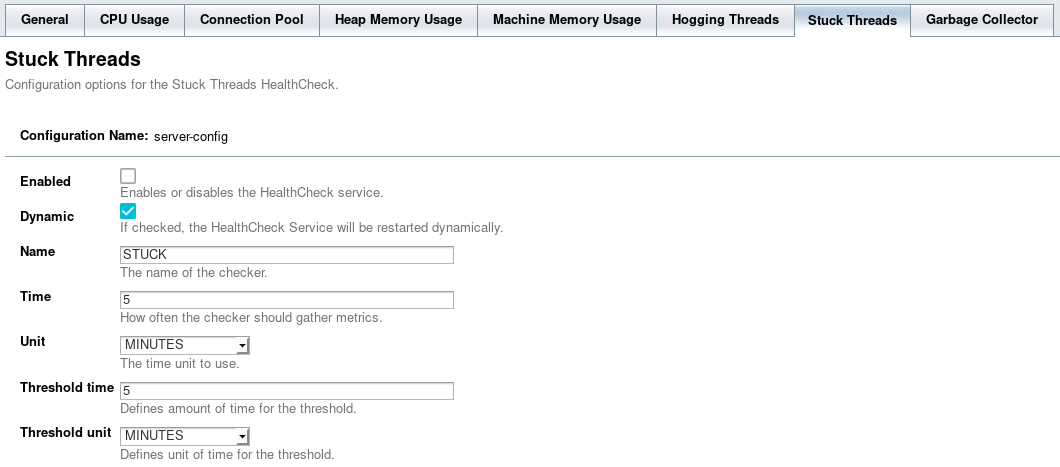 General CPU Usage Connection Pool Heap Memory Usage Machine Memory Usage Hogging Threads Stuck Threads Garbage Collector
Stuck Threads
Configuration options for the Stuck Threads HealthCheck.
Configuration Name: server-config
Enabled
Enables or disables the HealthCheck service.
Dynamic
If checked, the HealthCheck Service will be restarted dynamically.
Name STUCK
The name of the checker.
Time 5
How often the checker should gather metrics.
Unit MINUTES
The time unit to use.
Threshold time 5
Defines amount of time for the threshold.
Threshold unit MINUTES
Defines unit of time for the threshold.